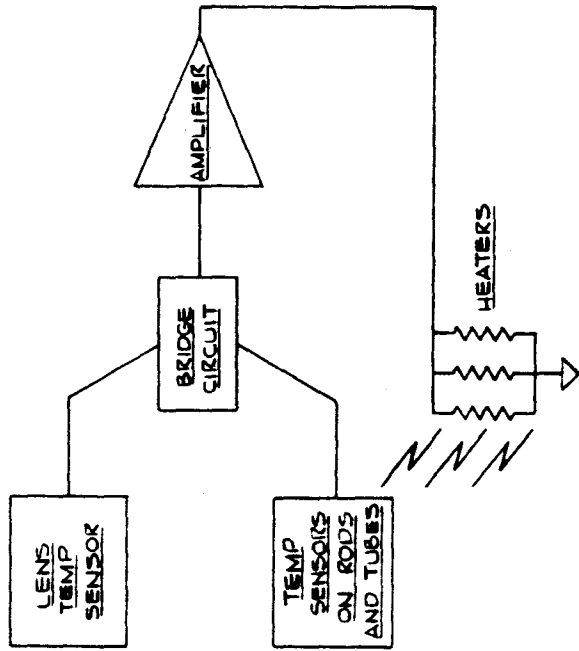 LENS
TEMP
SENSOR
TEMP
SENSORS
ON RODS
AND TUBES
BRIDGE
CIRCUIT
AMPLIFIER
HEATERS